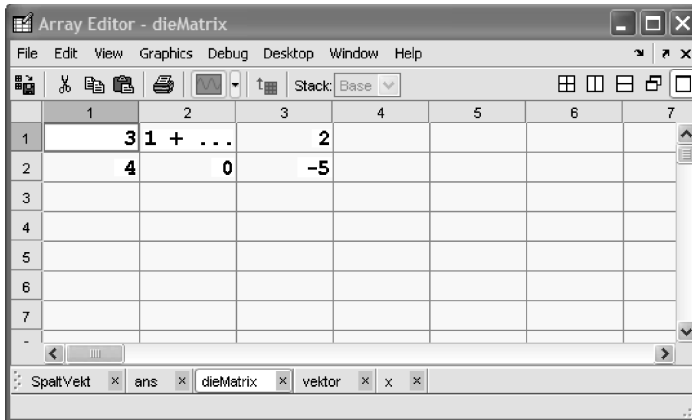 Array Editor - dieMatrix
File Edit View Graphics Debug Desktop Window Help
Stack: Base
1 2 3 4 5 6 7
1 3 1 + ... 2
2 4 0 -5
3
4
5
6
7
SpaltVekt ans dieMatrix vektor x